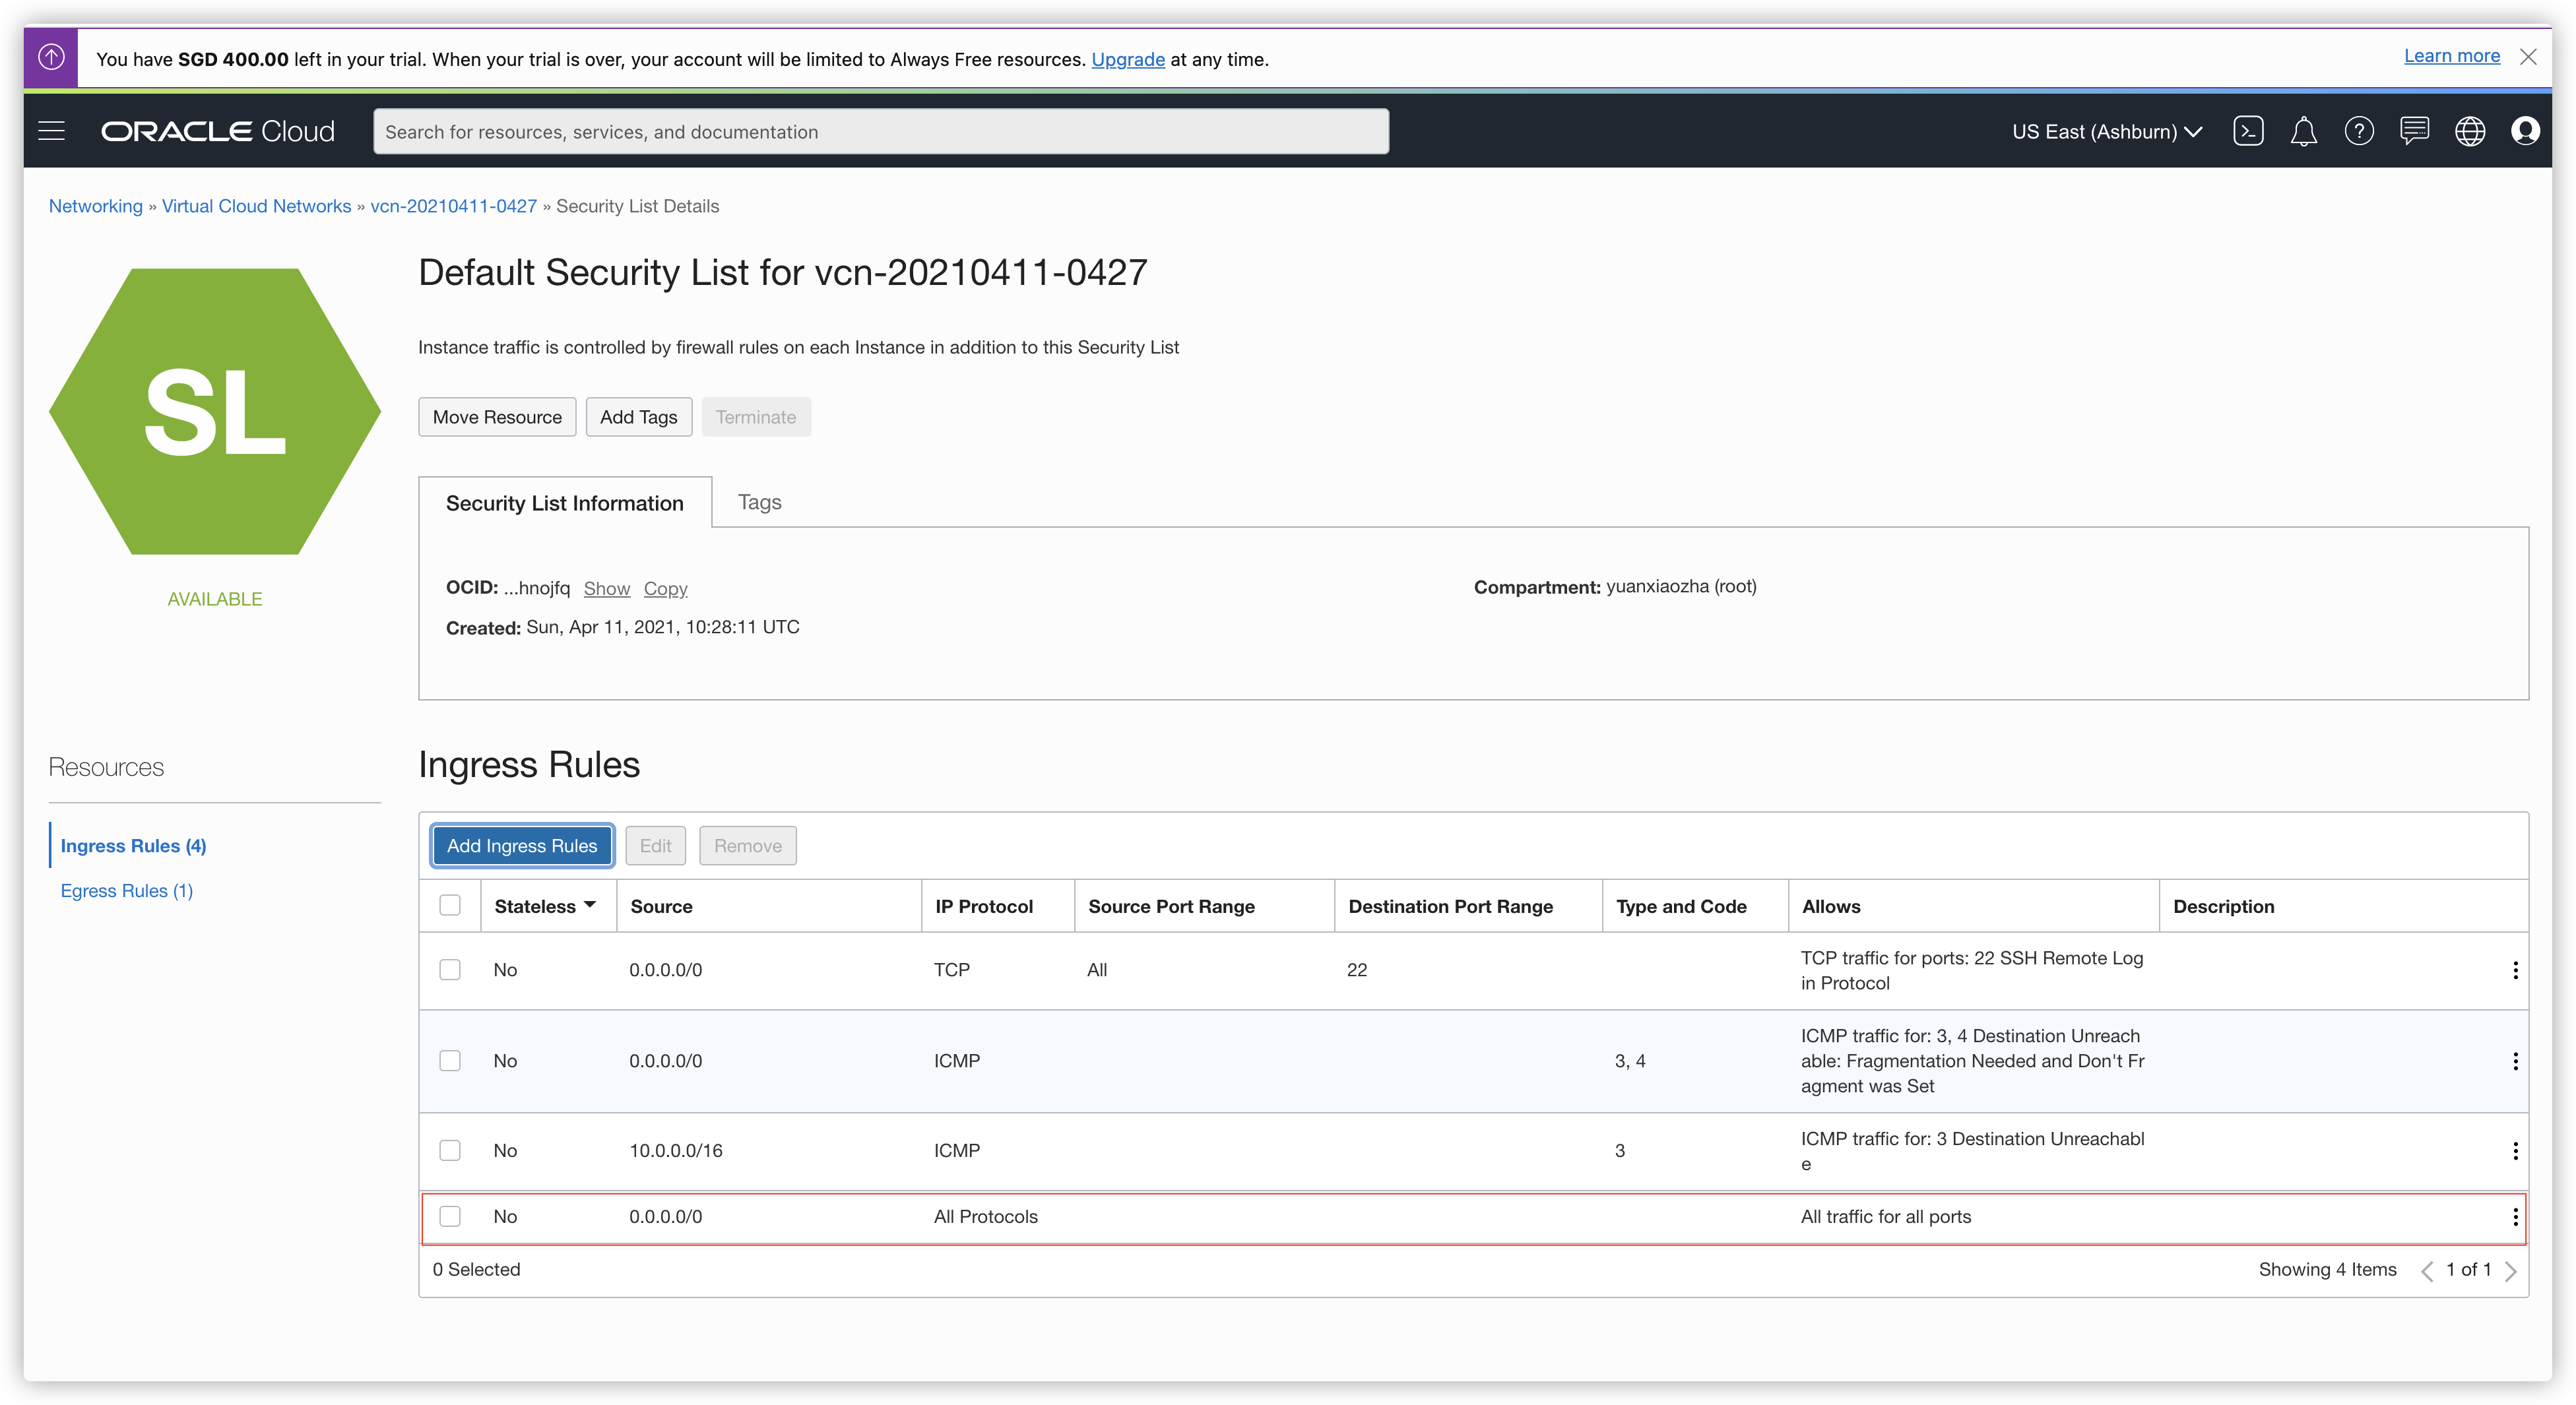 You have SGD 400.00 left in your trial. When your trial is over, your account will be limited to Always Free resources. Upgrade at any time.
Learn more
ORACLE Cloud
Search for resources, services, and documentation
US East (Ashburn)
Networking » Virtual Cloud Networks » vcn-20210411-0427 » Security List Details
SL
AVAILABLE
Default Security List for vcn-20210411-0427
Instance traffic is controlled by firewall rules on each Instance in addition to this Security List
Move Resource
Add Tags
Terminate
Security List Information
Tags
OCID: ...hnojfq Show Copy
Compartment: yuanxiaozha (root)
Created: Sun, Apr 11, 2021, 10:28:11 UTC
Resources
Ingress Rules (4)
Egress Rules (1)
Ingress Rules
Add Ingress Rules
Edit
Remove
Stateless Source IP Protocol Source Port Range Destination Port Range Type and Code Allows Description
No 0.0.0.0/0 TCP All 22 TCP traffic for ports: 22 SSH Remote Log
in Protocol
No 0.0.0.0/0 ICMP 3, 4 ICMP traffic for: 3, 4 Destination Unreach
able: Fragmentation Needed and Don't Fr
agment was Set
No 10.0.0.0/16 ICMP 3 ICMP traffic for: 3 Destination Unreachabl
e
No 0.0.0.0/0 All Protocols All traffic for all ports
0 Selected
Showing 4 Items
1 of 1